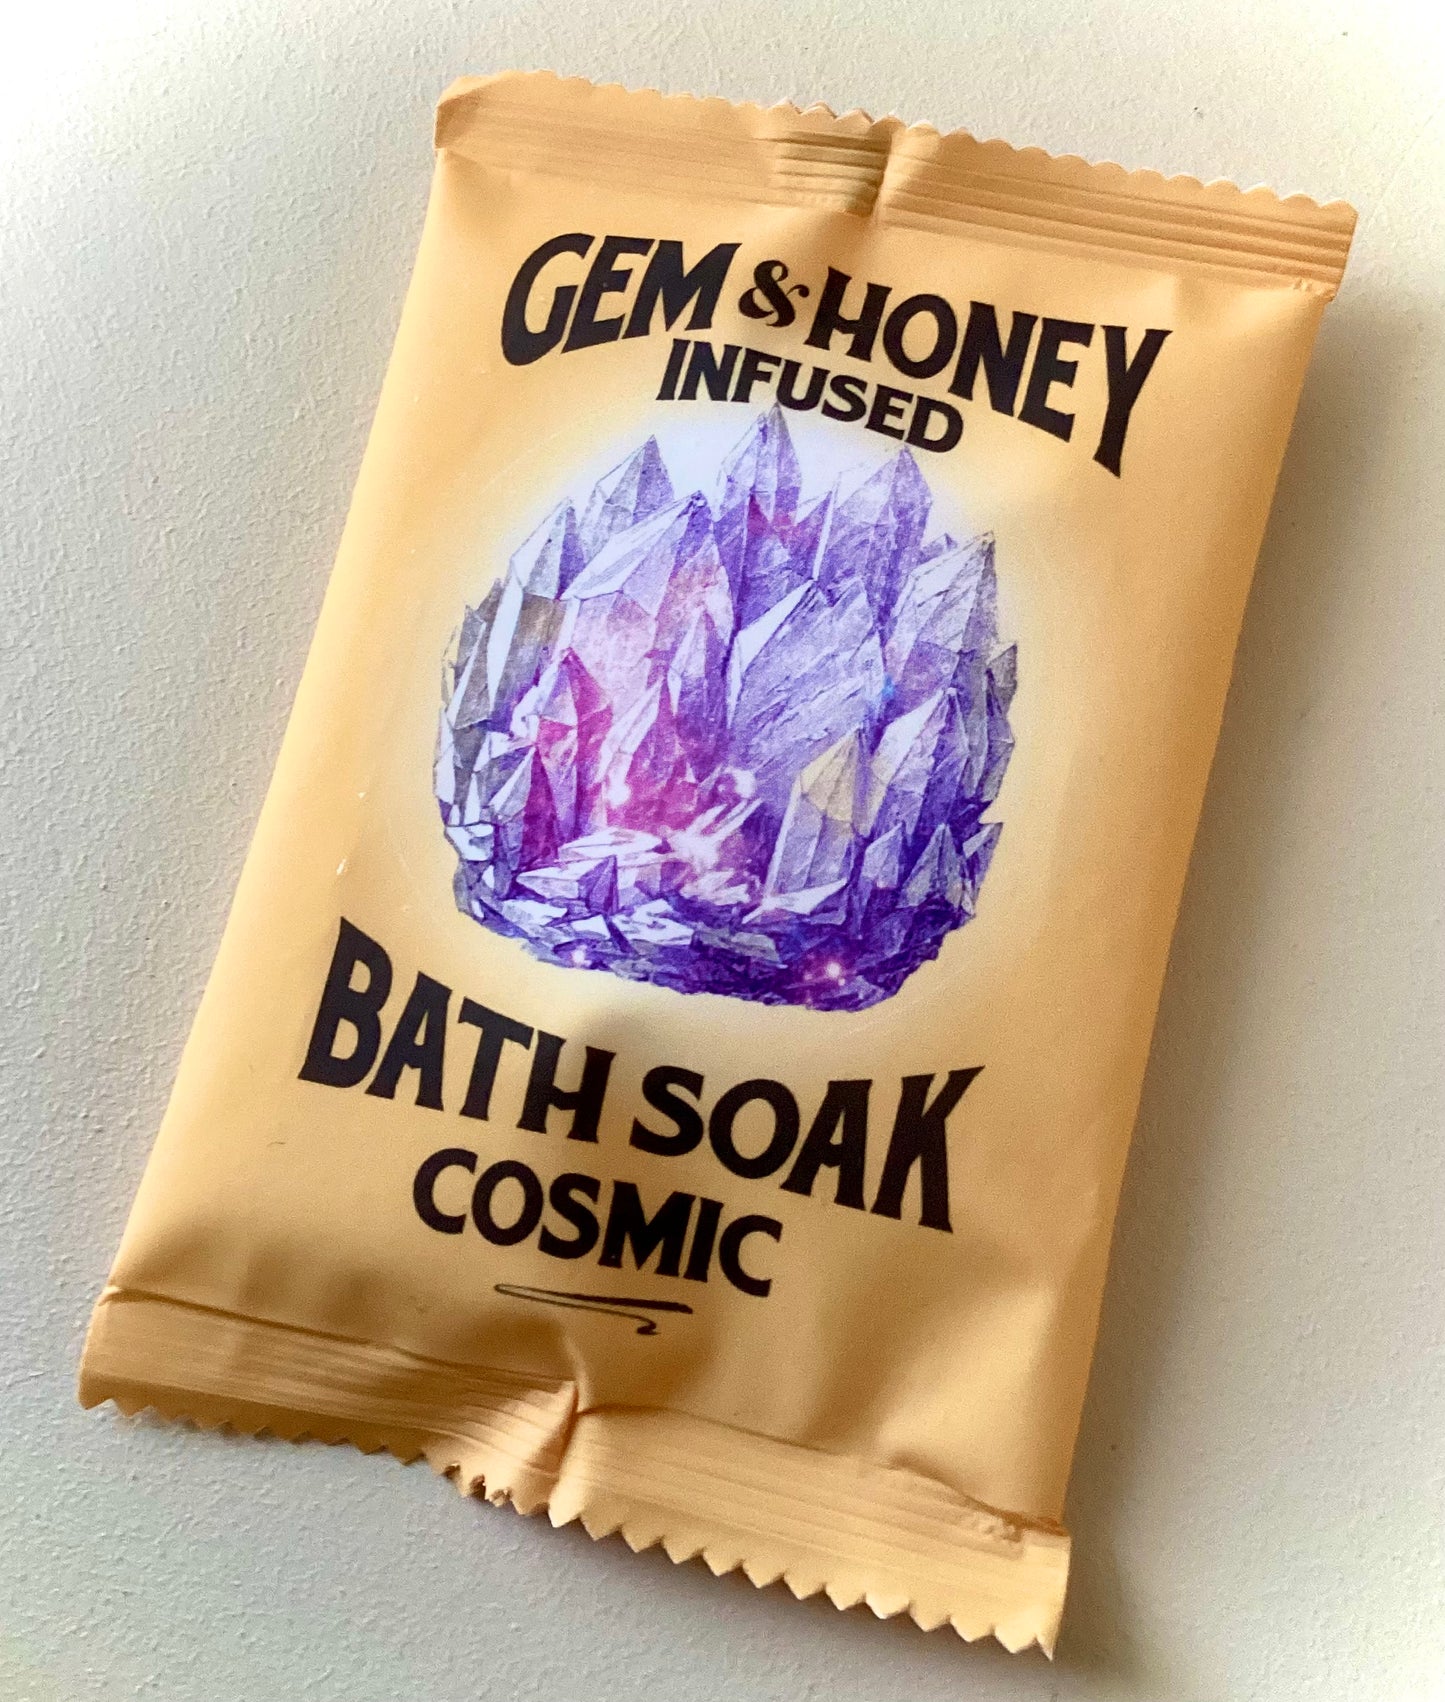 GEM & HONEY
INFUSED
BATH SOAK
COSMIC